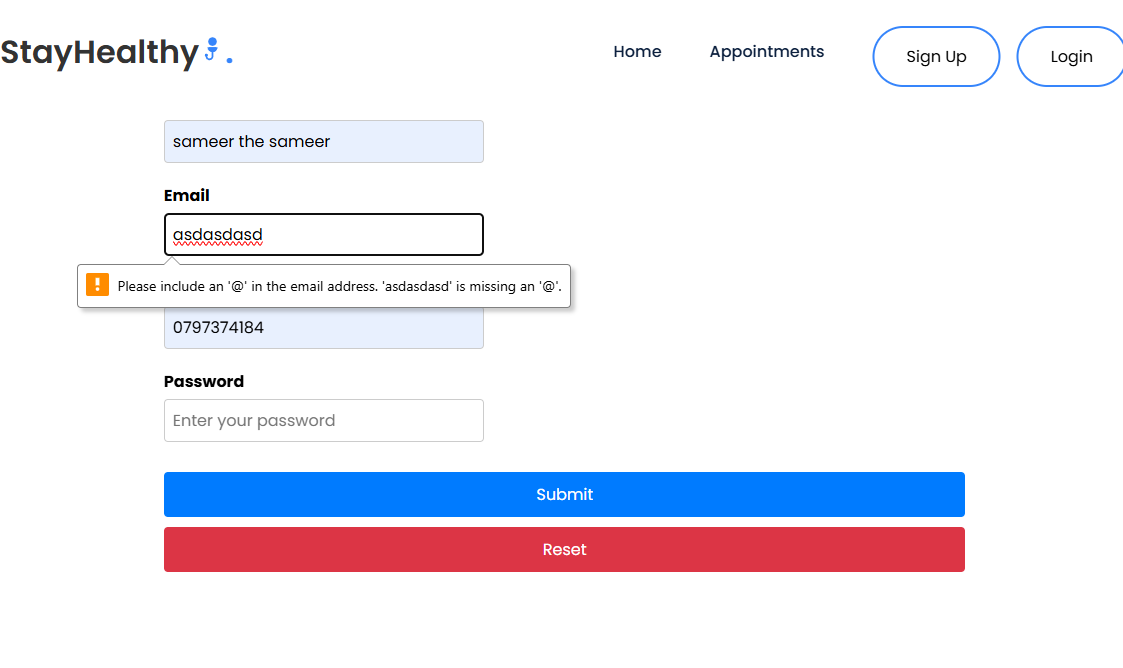 StayHealthy.
Home
Appointments
Sign Up
Login
sameer the sameer
Email
asdasdasd
Please include an '@' in the email address. 'asdasdasd' is missing an '@'.
0797374184
Password
Enter your password
Submit
Reset